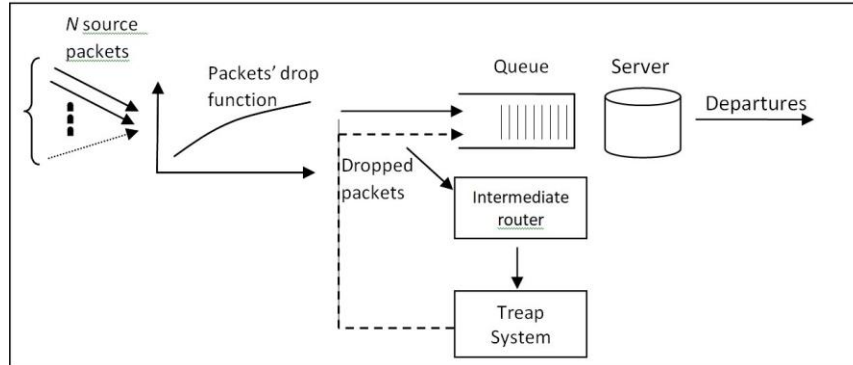 N source
packets
Packets' drop
function
Queue
Server
Departures
Dropped
packets
Intermediate
router
Treap
System